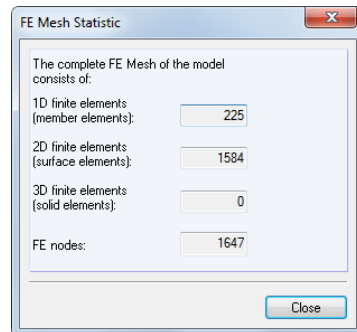 FE Mesh Statistic
The complete FE Mesh of the model
consists of:
1D finite elements
(member elements):
225
2D finite elements
(surface elements):
1584
3D finite elements
(solid elements):
0
FE nodes:
1647
Close